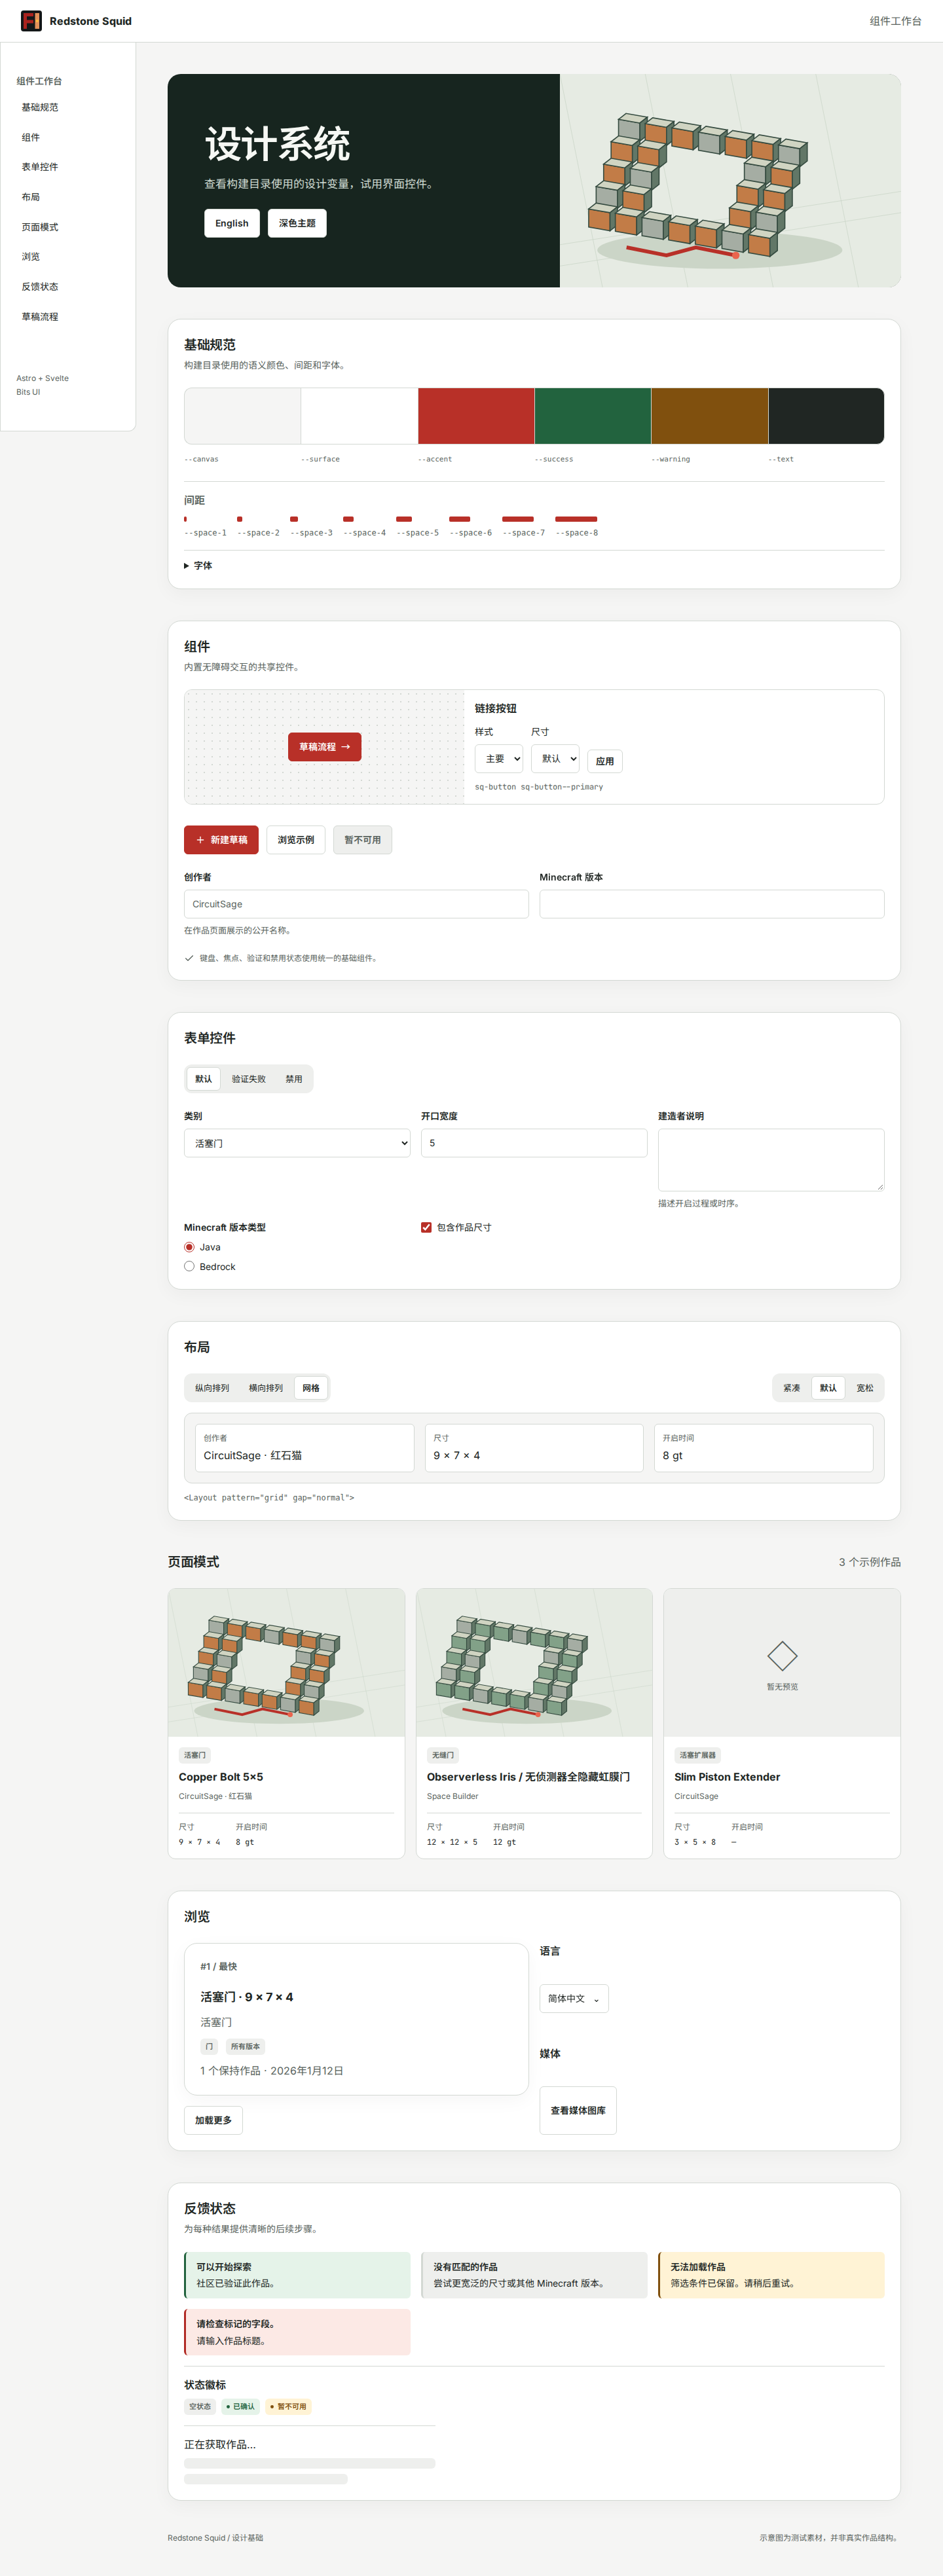 Redstone Squid
组件工作台
组件工作台
基础规范
组件
表单控件
布局
页面模式
浏览
反馈状态
草稿流程
Astro + Svelte
Bits UI
设计系统
查看构建目录使用的设计变量，试用界面控件。
English
深色主题
基础规范
构建目录使用的语义颜色、间距和字体。
--canvas
--surface
--accent
--success
--warning
--text
间距
--space-1
--space-2
--space-3
--space-4
--space-5
--space-6
--space-7
--space-8
字体
组件
内置无障碍交互的共享控件。
草稿流程 →
链接按钮
样式
尺寸
主要
默认
应用
sq-button sq-button--primary
+ 新建草稿
浏览示例
暂不可用
创作者
Minecraft 版本
CircuitSage
在作品页面展示的公开名称。
键盘、焦点、验证和禁用状态使用统一的基础组件。
表单控件
默认
验证失败
禁用
类别
开口宽度
建造者说明
活塞门
5
描述开启过程或时序。
Minecraft 版本类型
包含作品尺寸
Java
Bedrock
布局
纵向排列
横向排列
网格
紧凑
默认
宽松
创作者
CircuitSage · 红石猫
尺寸
9 × 7 × 4
开启时间
8 gt
<Layout pattern="grid" gap="normal">
页面模式
3 个示例作品
活塞门
Copper Bolt 5×5
CircuitSage · 红石猫
尺寸
开启时间
9 × 7 × 4
8 gt
无缝门
Observerless Iris / 无侦测器全隐藏虹膜门
Space Builder
尺寸
开启时间
12 × 12 × 5
12 gt
暂无预览
活塞扩展器
Slim Piston Extender
CircuitSage
尺寸
开启时间
3 × 5 × 8
—
浏览
#1 / 最快
活塞门 · 9 × 7 × 4
活塞门
门
所有版本
1 个保持作品 · 2026年1月12日
加载更多
语言
简体中文
媒体
查看媒体图库
反馈状态
为每种结果提供清晰的后续步骤。
可以开始探索
社区已验证此作品。
没有匹配的作品
尝试更宽泛的尺寸或其他 Minecraft 版本。
无法加载作品
筛选条件已保留。请稍后重试。
请检查标记的字段。
请输入作品标题。
状态徽标
空状态
已确认
暂不可用
正在获取作品…
Redstone Squid / 设计基础
示意图为测试素材，并非真实作品结构。